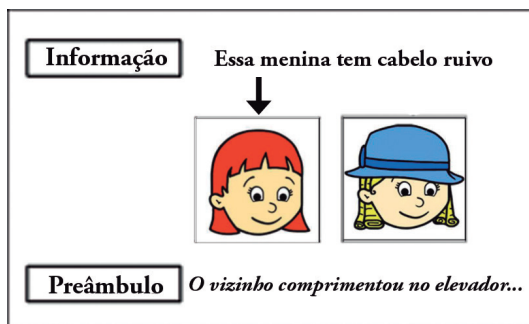 Informação
Essa menina tem cabelo ruivo
Preâmbulo
O vizinho comprimentou no elevador...